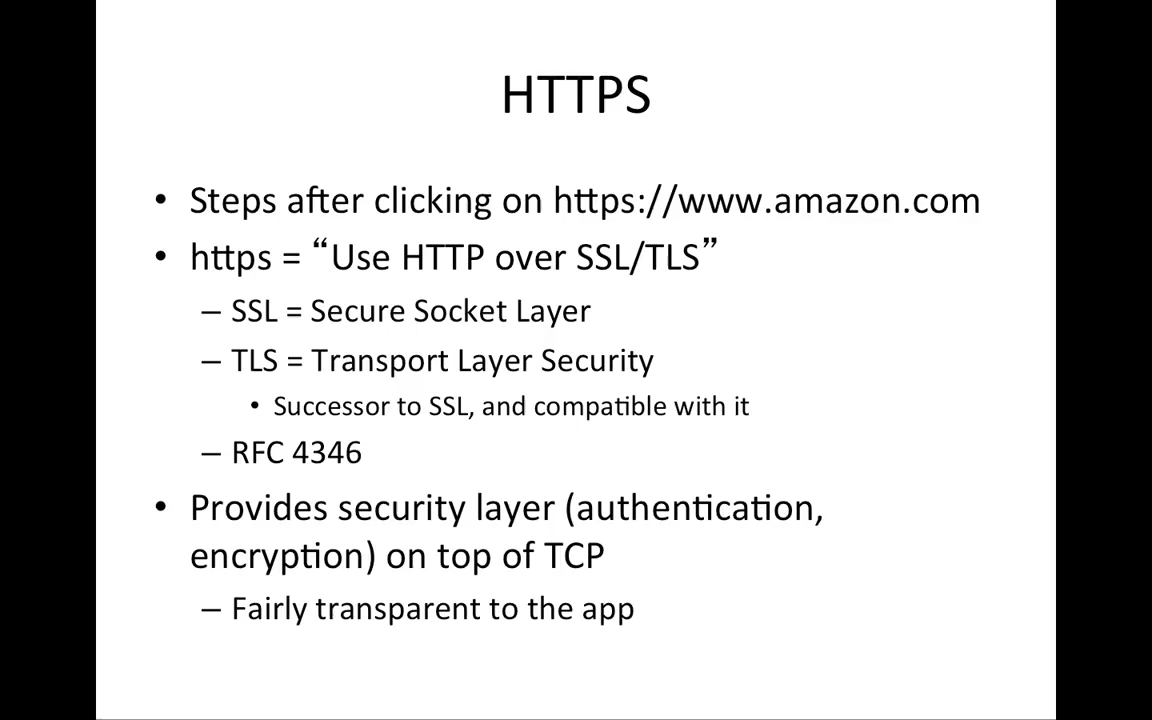 HTTPS
• Steps after clicking on https://www.amazon.com
• https = “Use HTTP over SSL/TLS”
– SSL = Secure Socket Layer
– TLS = Transport Layer Security
• Successor to SSL, and compatible with it
– RFC 4346
• Provides security layer (authentication,
encryption) on top of TCP
– Fairly transparent to the app